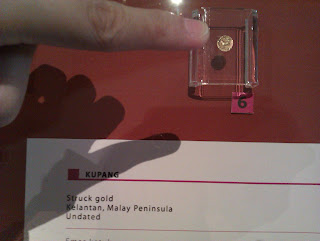 6
KUPANG
Struck gold
Kelantan, Malay Peninsula
Undated